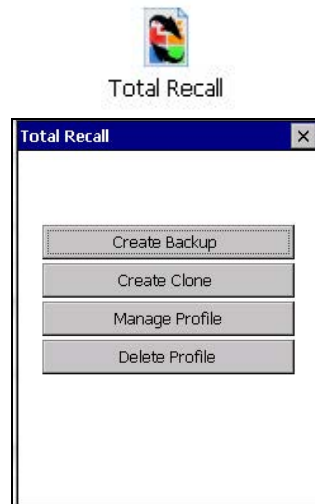 Total Recall
Total Recall
Create Backup
Create Clone
Manage Profile
Delete Profile